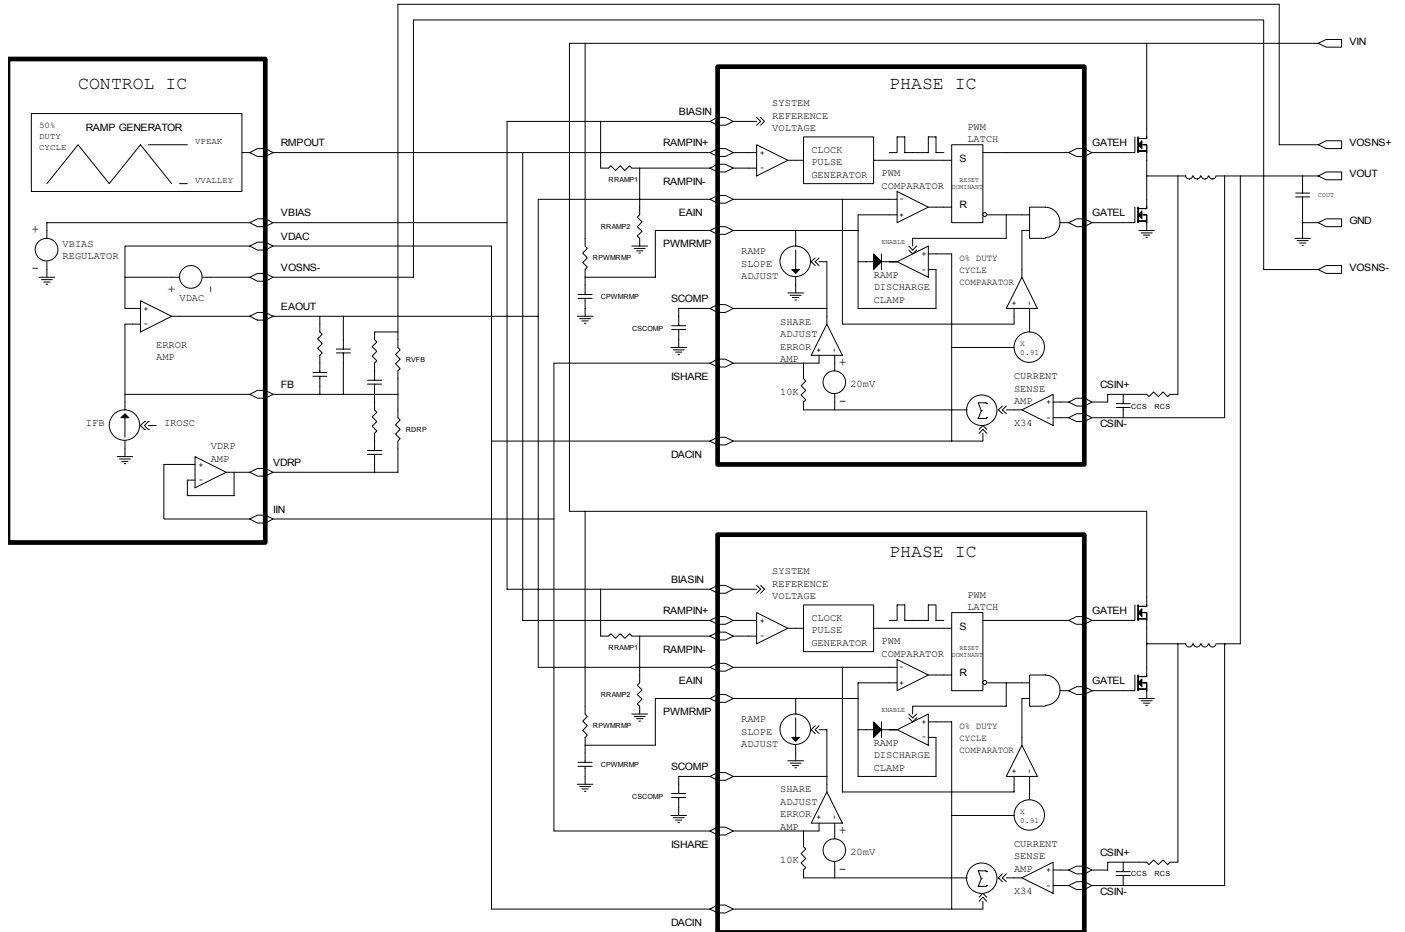 CONTROL IC
50%
DUTY
CYCLE
RAMP GENERATOR
VPEAK
VVALLEY
RMPOUT
VBIAS
+
VBIAS
REGULATOR
-
VDAC
VOSNS-
+ -
VDAC
EAOUT
+
-
ERROR
AMP
FB
IFB
IROSC
VDRP
AMP
+
-
VDRP
IIN
RVFB
RDRP
VIN
VOSNS+
VOUT
COUT
GND
VOSNS-
PHASE IC
BIASIN
SYSTEM
REFERENCE
VOLTAGE
RAMPIN+
RRAMP1
RAMPIN-
+
-
CLOCK
PULSE
GENERATOR
PWM
LATCH
S
RESET
DOMINANT
R
GATEH
PWM
COMPARATOR
-
+
EAIN
RRAMP2
PWMRMP
RPWMRMP
CPWMRMP
GATEL
RAMP
SLOPE
ADJUST
ENABLE
+
-
RAMP
DISCHARGE
CLAMP
O% DUTY
CYCLE
COMPARATOR
+ -
SCOMP
CSCOMP
SHARE
ADJUST
ERROR
AMP
+ -
X
0.91
ISHARE
10K
+
20mV
-
Σ
CURRENT
SENSE
AMP
X34
+
-
CSIN+
CCS
RCS
CSIN-
DACIN
PHASE IC
BIASIN
SYSTEM
REFERENCE
VOLTAGE
RAMPIN+
RRAMP1
RAMPIN-
+
-
CLOCK
PULSE
GENERATOR
PWM
LATCH
S
RESET
DOMINANT
R
GATEH
PWM
COMPARATOR
-
+
EAIN
RRAMP2
PWMRMP
RPWMRMP
CPWMRMP
GATEL
RAMP
SLOPE
ADJUST
ENABLE
+
-
RAMP
DISCHARGE
CLAMP
O% DUTY
CYCLE
COMPARATOR
+ -
SCOMP
CSCOMP
SHARE
ADJUST
ERROR
AMP
+ -
X
0.91
ISHARE
10K
+
20mV
-
Σ
CURRENT
SENSE
AMP
X34
+
-
CSIN+
CCS
RCS
CSIN-
DACIN